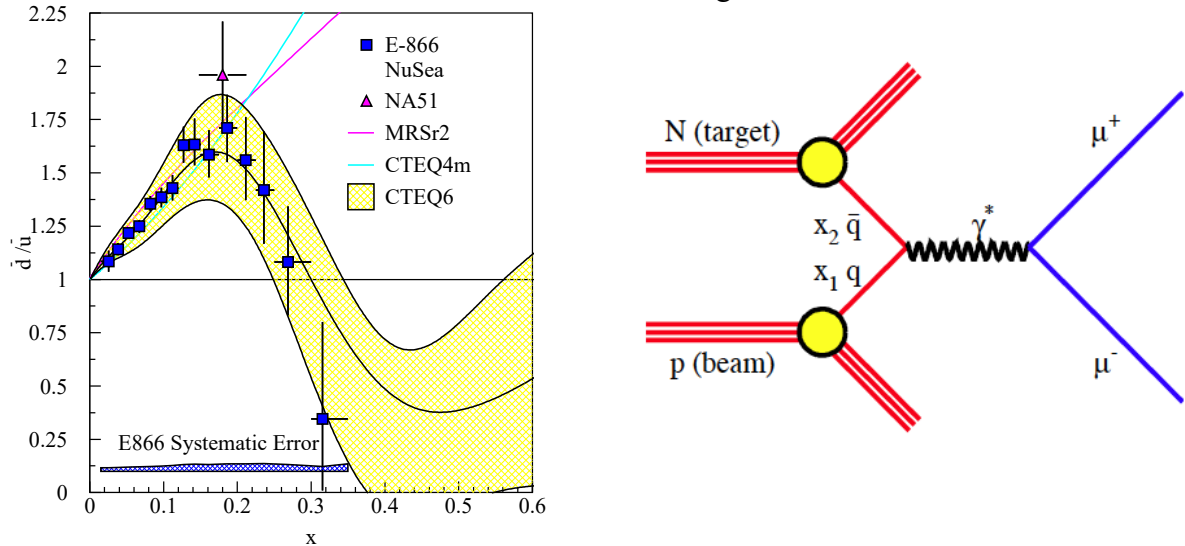 2.25
2
1.75
1.5
1.25
1
0.75
0.5
0.25
0
d̄/ū
E-866
NuSea
NA51
MRSr2
CTEQ4m
CTEQ6
E866 Systematic Error
0 0.1 0.2 0.3 0.4 0.5 0.6
x
N (target)
x₂ q̄
x₁ q
p (beam)
γ*
μ⁺
μ⁻